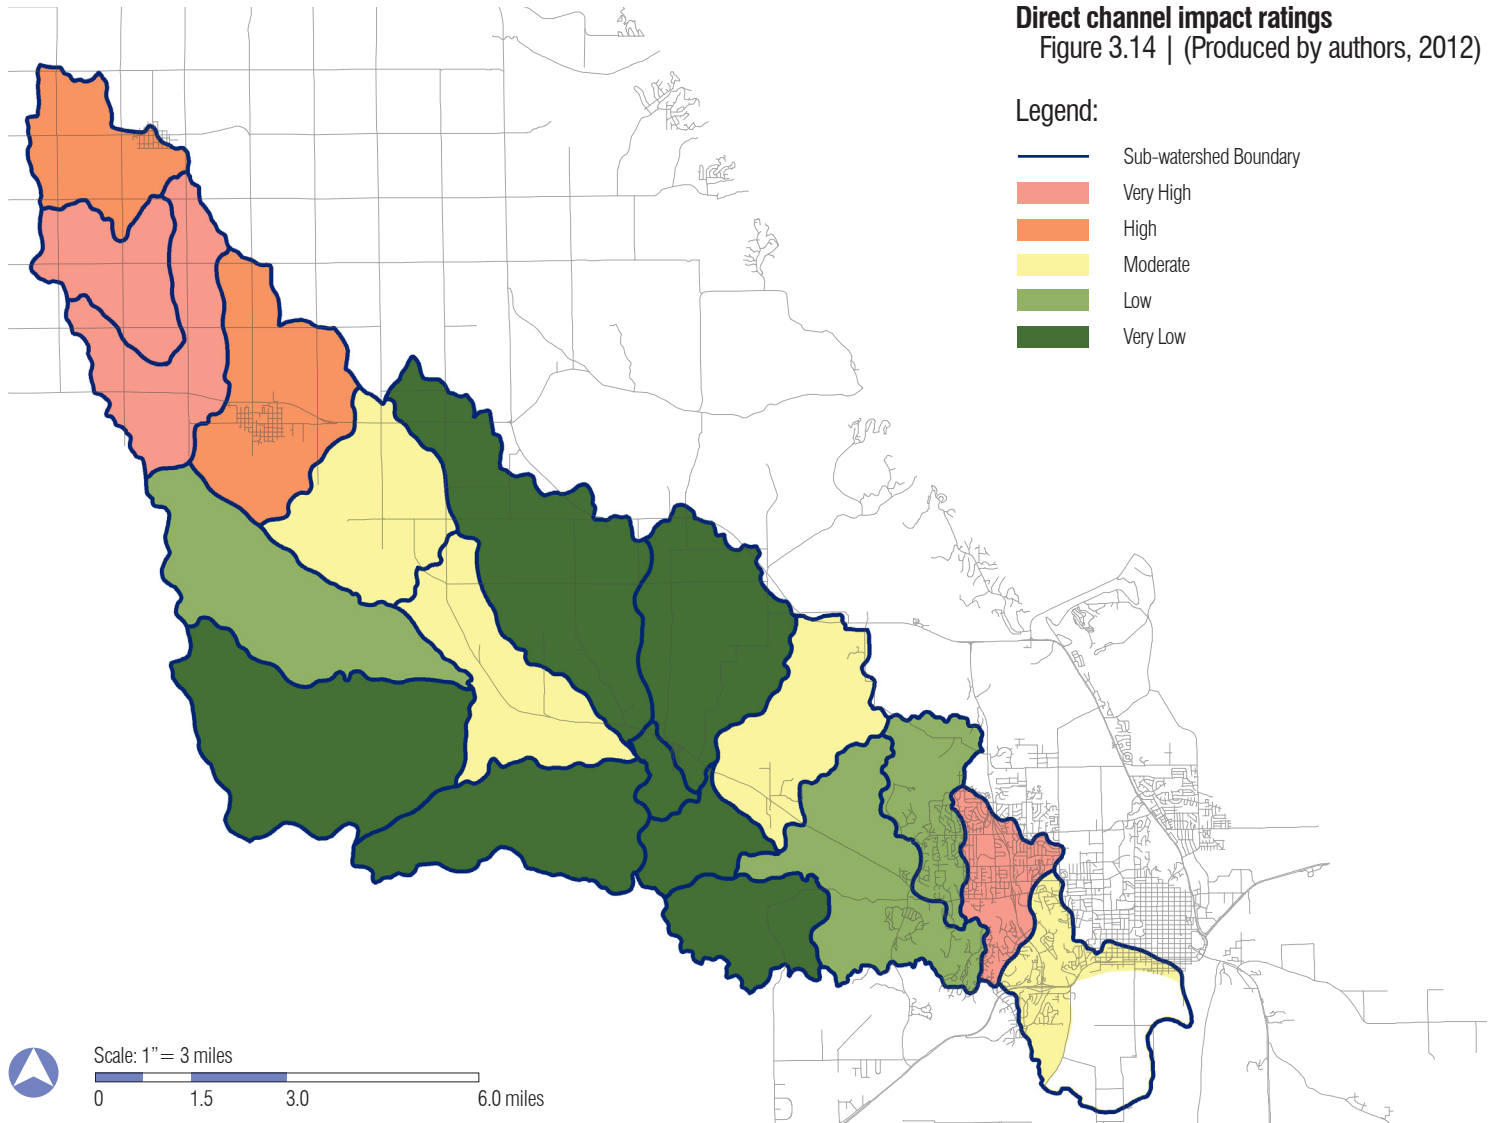 Direct channel impact ratings
Figure 3.14 | (Produced by authors, 2012)
Legend:
Sub-watershed Boundary
Very High
High
Moderate
Low
Very Low
Scale: 1”= 3 miles
0 1.5 3.0 6.0 miles